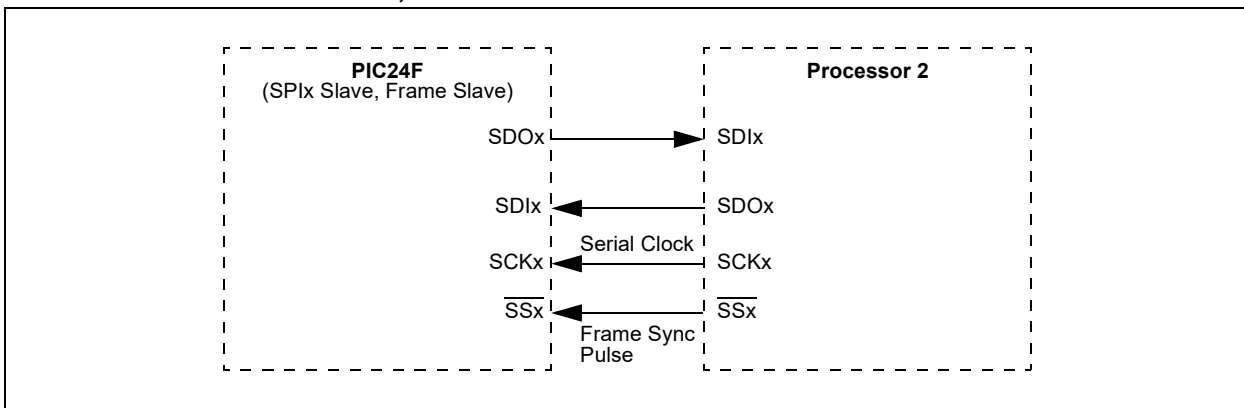 PIC24F
(SPIx Slave, Frame Slave)
Processor 2
SDOx
SDIx
SDIx
SDOx
Serial Clock
SCKx
SCKx
SSx
SSx
Frame Sync
Pulse